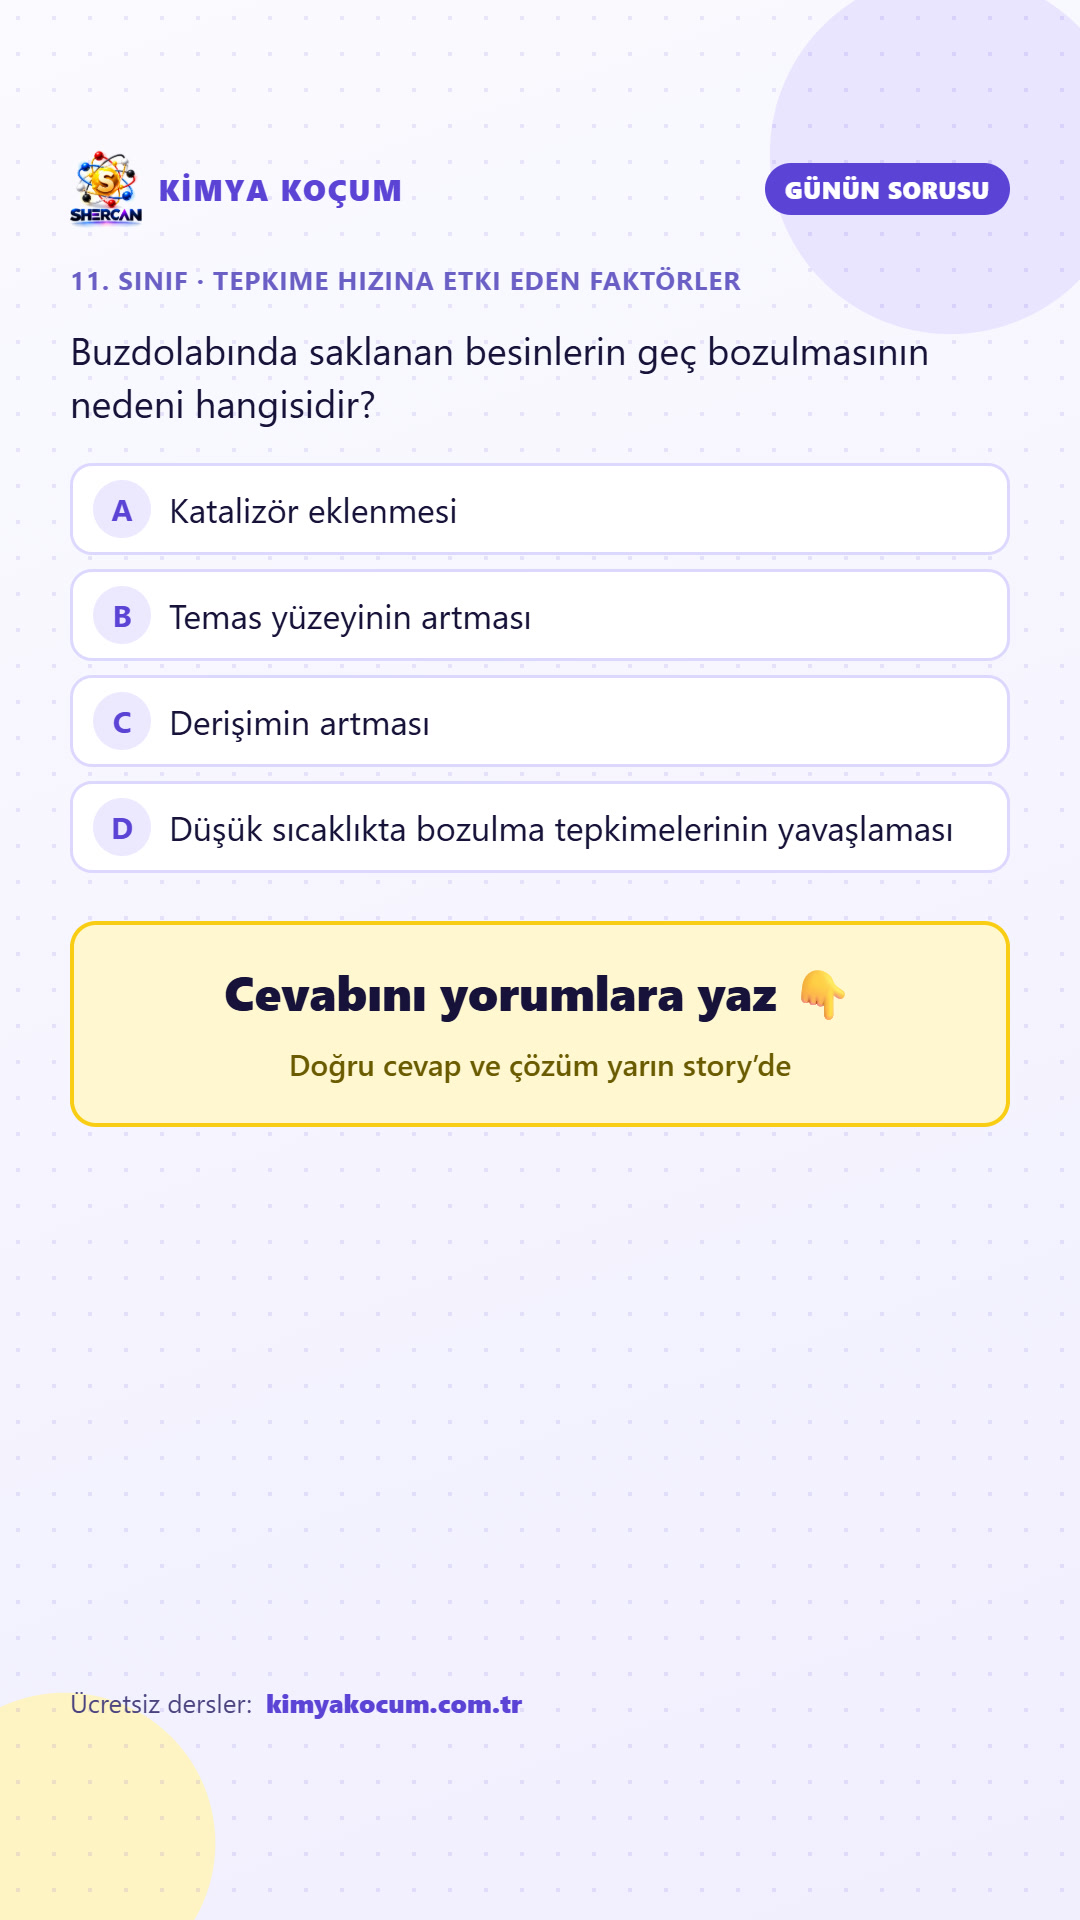 SHERCAN
KİMYA KOÇUM
GÜNÜN SORUSU
11. SINIF · TEPKIME HIZINA ETKI EDEN FAKTÖRLER
Buzdolabında saklanan besinlerin geç bozulmasının
nedeni hangisidir?
A Katalizör eklenmesi
B Temas yüzeyinin artması
C Derişimin artması
D Düşük sıcaklıkta bozulma tepkimelerinin yavaşlaması
Cevabını yorumlara yaz 👇
Doğru cevap ve çözüm yarın story’de
Ücretsiz dersler: kimyakocum.com.tr